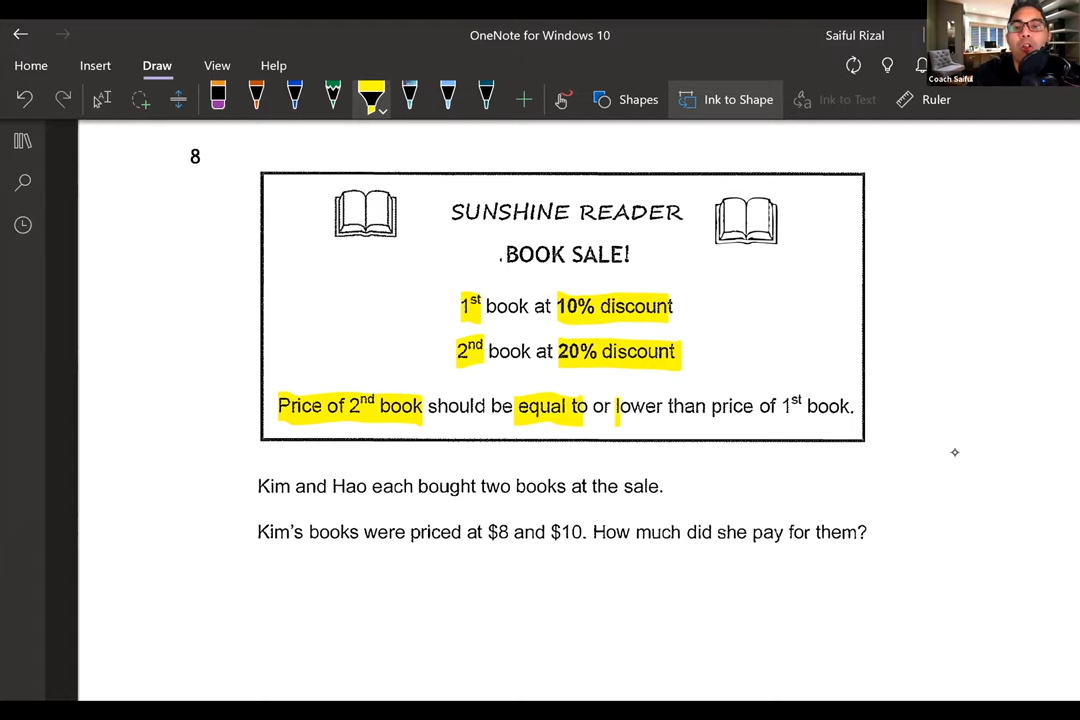 OneNote for Windows 10
Saiful Rizal
Coach Saiful
Home
Insert
Draw
View
Help
Shapes
Ink to Shape
Ink to Text
Ruler
8
SUNSHINE READER
.BOOK SALE!
1st book at 10% discount
2nd book at 20% discount
Price of 2nd book should be equal to or lower than price of 1st book.
Kim and Hao each bought two books at the sale.
Kim's books were priced at $8 and $10. How much did she pay for them?